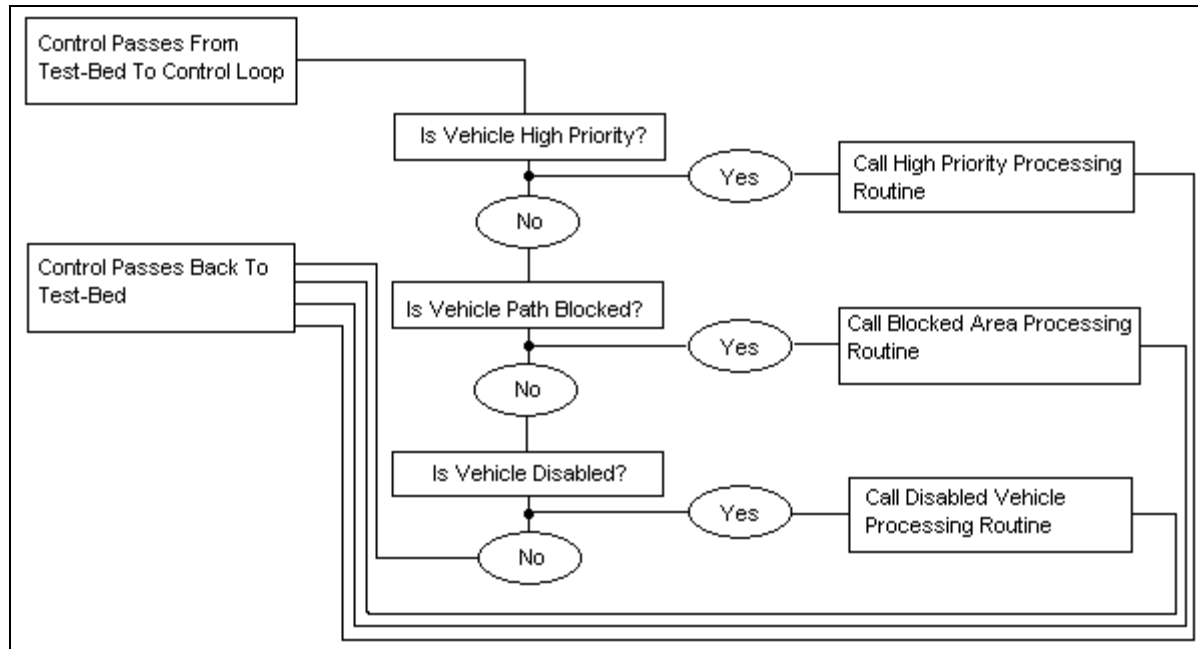 Control Passes From
Test-Bed To Control Loop
Is Vehicle High Priority?
Yes
Call High Priority Processing
Routine
No
Control Passes Back To
Test-Bed
Is Vehicle Path Blocked?
Yes
Call Blocked Area Processing
Routine
No
Is Vehicle Disabled?
Yes
Call Disabled Vehicle
Processing Routine
No